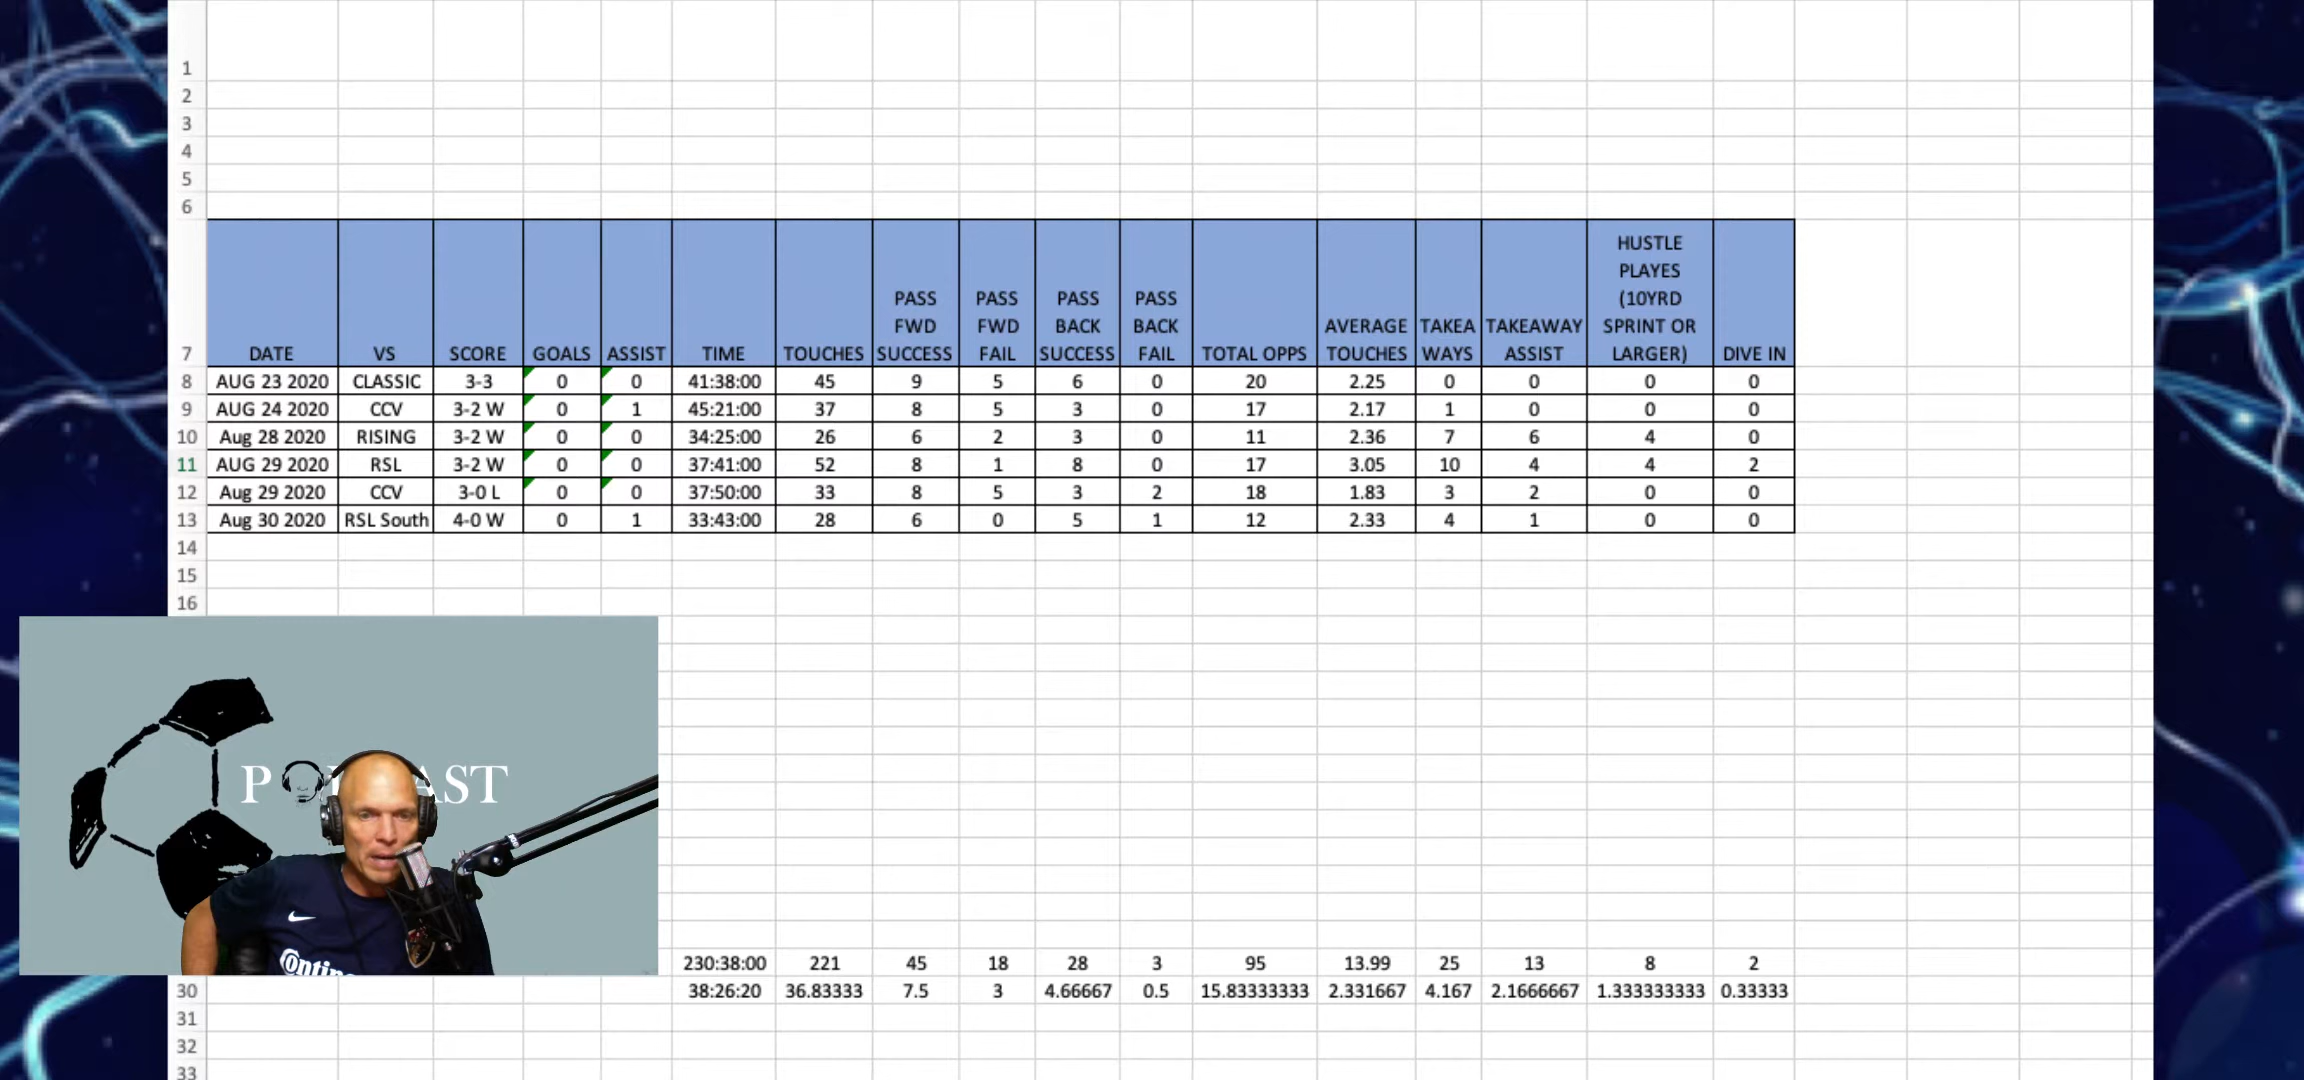 1
2
3
4
5
6
7 DATE VS SCORE GOALS ASSIST TIME TOUCHES PASS FWD SUCCESS PASS FWD FAIL PASS BACK SUCCESS PASS BACK FAIL TOTAL OPPS AVERAGE TOUCHES TAKEA WAYS TAKEAWAY ASSIST HUSTLE PLAYES (10YRD SPRINT OR LARGER) DIVE IN
8 AUG 23 2020 CLASSIC 3-3 0 0 41:38:00 45 9 5 6 0 20 2.25 0 0 0 0
9 AUG 24 2020 CCV 3-2 W 0 1 45:21:00 37 8 5 3 0 17 2.17 1 0 0 0
10 Aug 28 2020 RISING 3-2 W 0 0 34:25:00 26 6 2 3 0 11 2.36 7 6 4 0
11 AUG 29 2020 RSL 3-2 W 0 0 37:41:00 52 8 1 8 0 17 3.05 10 4 4 2
12 Aug 29 2020 CCV 3-0 L 0 0 37:50:00 33 8 5 3 2 18 1.83 3 2 0 0
13 Aug 30 2020 RSL South 4-0 W 0 1 33:43:00 28 6 0 5 1 12 2.33 4 1 0 0
14
15
16
230:38:00 221 45 18 28 3 95 13.99 25 13 8 2
30 38:26:20 36.83333 7.5 3 4.66667 0.5 15.83333333 2.331667 4.167 2.1666667 1.333333333 0.33333
31
32
33